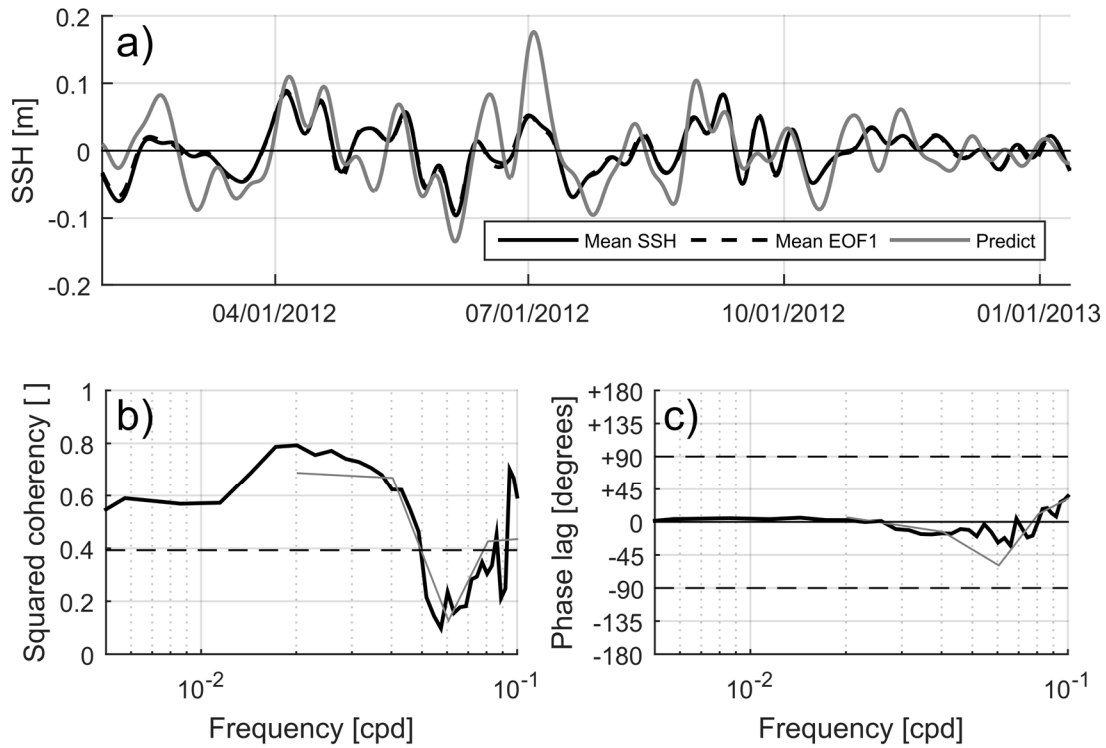 a)
SSH [m]
0.2
0.1
0
-0.1
-0.2
Mean SSH
Mean EOF1
Predict
04/01/2012
07/01/2012
10/01/2012
01/01/2013
b)
Squared coherency [ ]
1
0.8
0.6
0.4
0.2
0
10-2
10-1
Frequency [cpd]
c)
Phase lag [degrees]
+180
+135
+90
+45
0
-45
-90
-135
-180
10-2
10-1
Frequency [cpd]